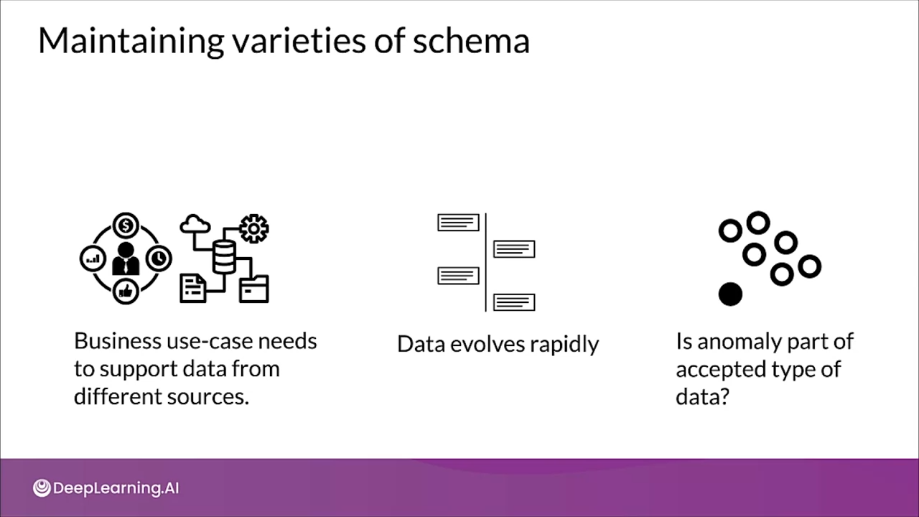 Maintaining varieties of schema
Business use-case needs
to support data from
different sources.
Data evolves rapidly
Is anomaly part of
accepted type of
data?
DeepLearning.AI